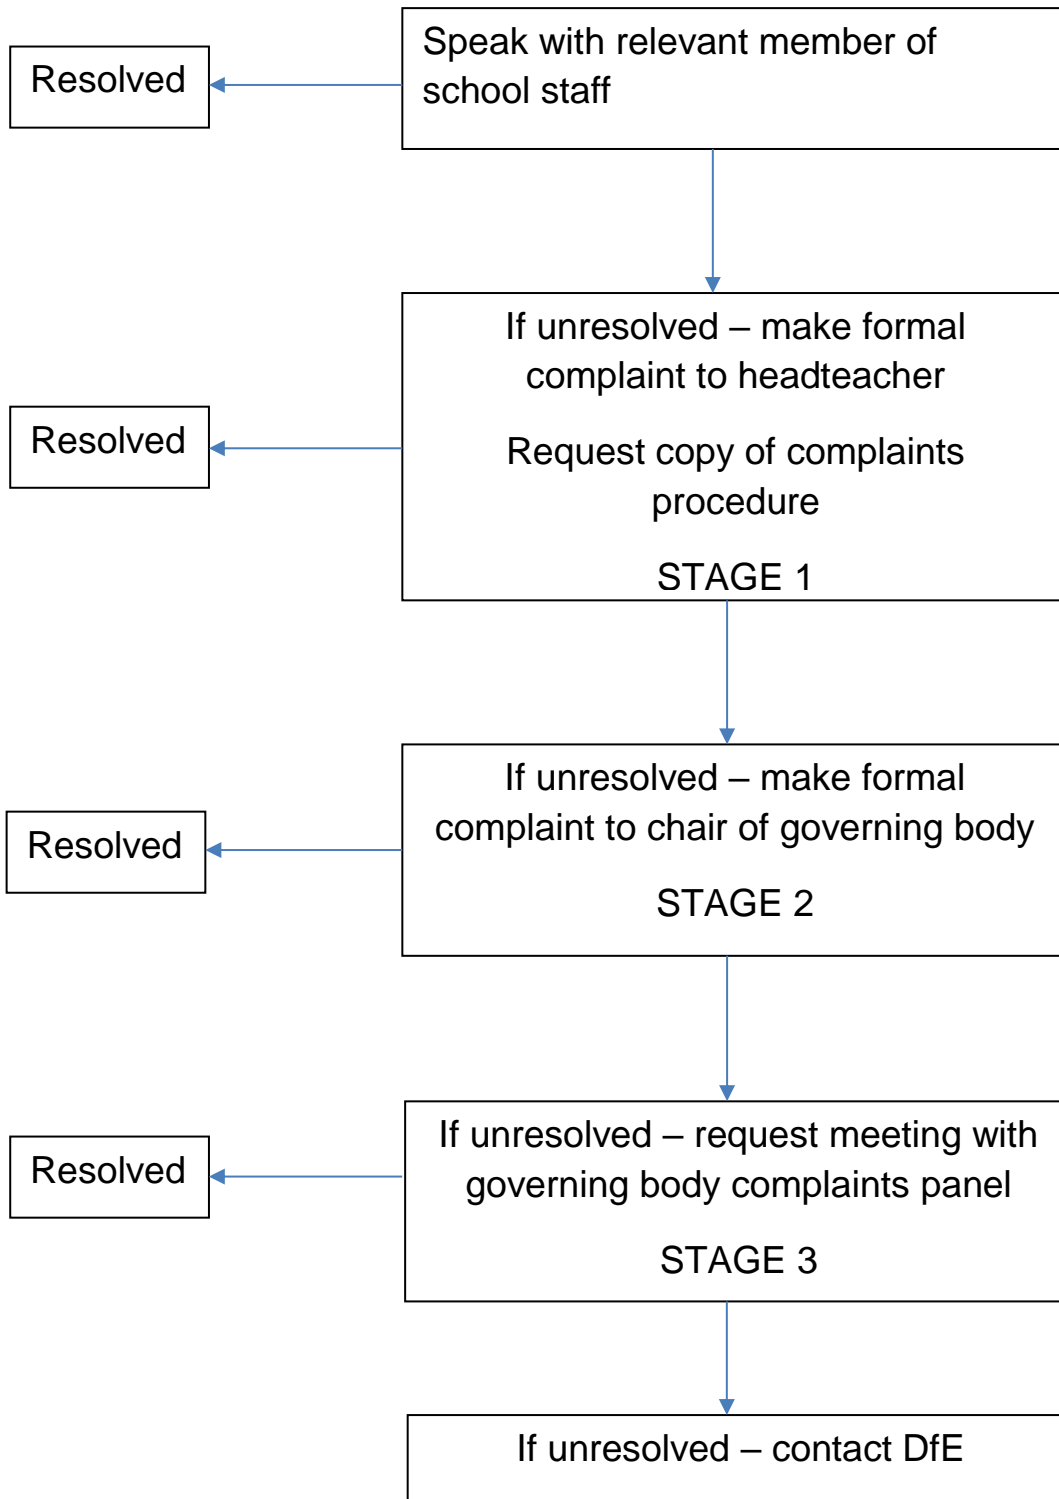 Speak with relevant member of
school staff
Resolved
If unresolved – make formal
complaint to headteacher
Request copy of complaints
procedure
STAGE 1
Resolved
If unresolved – make formal
complaint to chair of governing body
STAGE 2
Resolved
If unresolved – request meeting with
governing body complaints panel
STAGE 3
Resolved
If unresolved – contact DfE